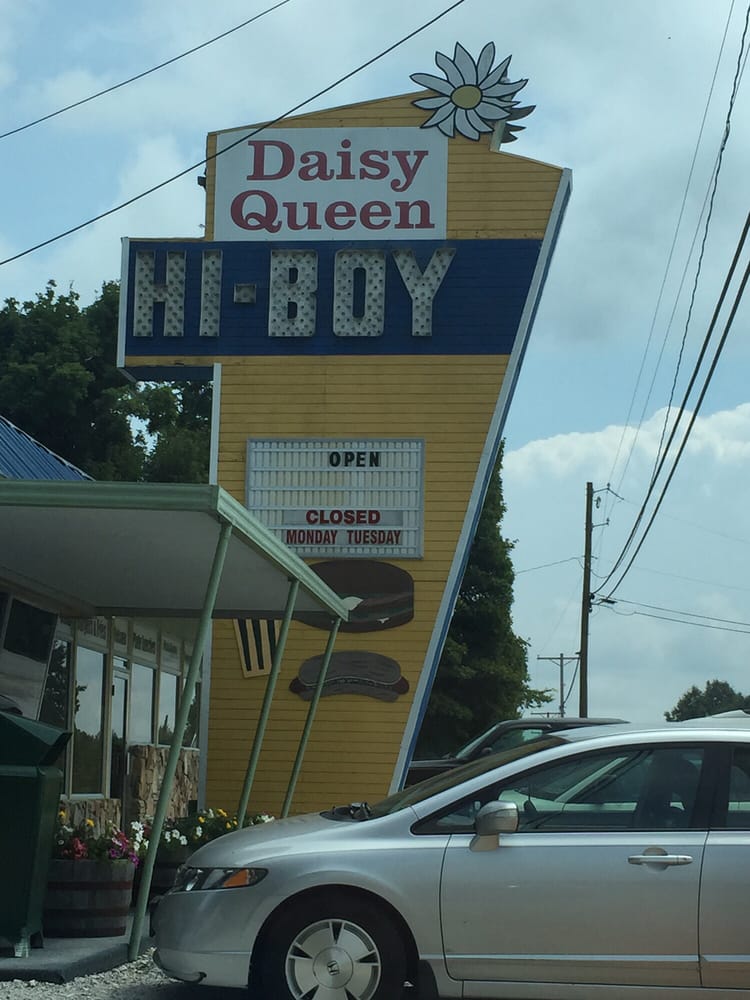 Daisy
Queen
HI-BOY
OPEN
CLOSED
MONDAY TUESDAY